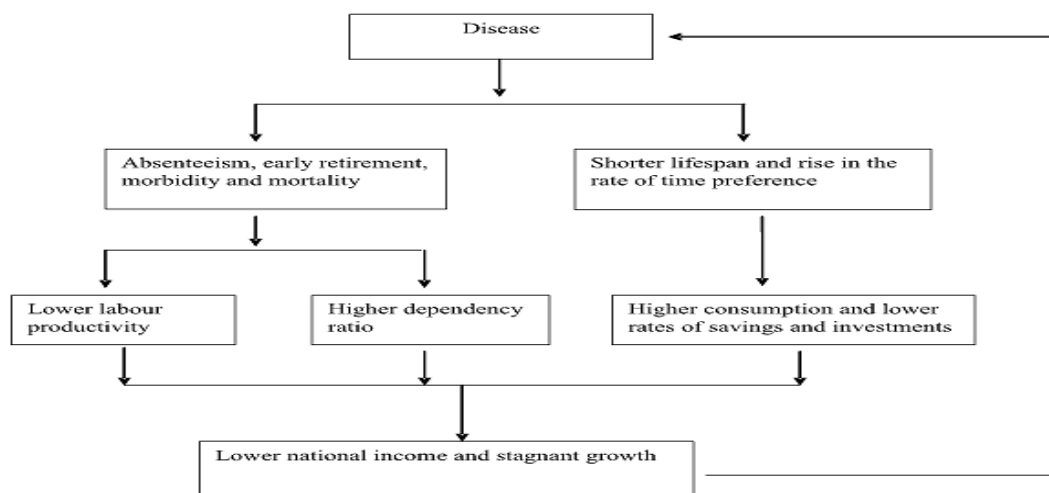 Disease
Absenteeism, early retirement,
morbidity and mortality
Shorter lifespan and rise in the
rate of time preference
Lower labour
productivity
Higher dependency
ratio
Higher consumption and lower
rates of savings and investments
Lower national income and stagnant growth